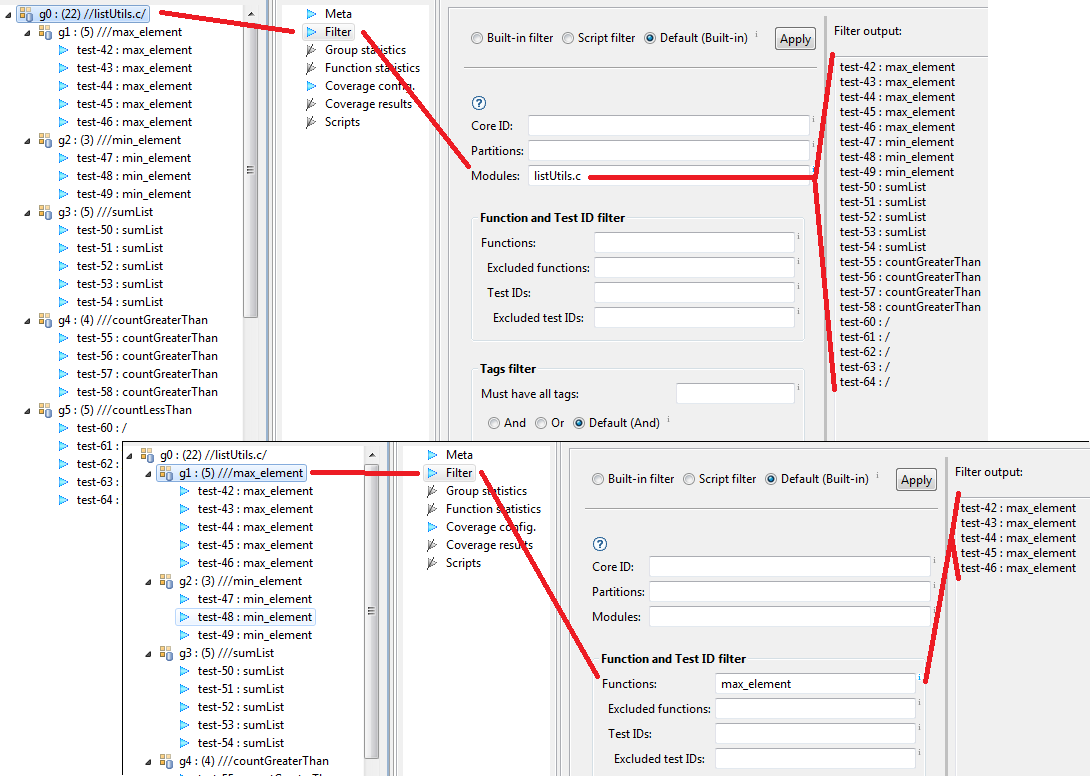 g0 : (22) //listUtils.c/
g1 : (5) ///max_element
test-42 : max_element
test-43 : max_element
test-44 : max_element
test-45 : max_element
test-46 : max_element
g2 : (3) ///min_element
test-47 : min_element
test-48 : min_element
test-49 : min_element
g3 : (5) ///sumList
test-50 : sumList
test-51 : sumList
test-52 : sumList
test-53 : sumList
test-54 : sumList
g4 : (4) ///countGreaterThan
test-55 : countGreaterThan
test-56 : countGreaterThan
test-57 : countGreaterThan
test-58 : countGreaterThan
g5 : (5) ///countLessThan
test-60 : /
test-61 :
test-62 :
test-63 :
test-64 :
Meta
Filter
Group statistics
Function statistics
Coverage config.
Coverage results
Scripts
Built-in filter Script filter Default (Built-in) i Apply
?
Core ID: i
Partitions: i
Modules: listUtils.c
Function and Test ID filter
Functions: i
Excluded functions: i
Test IDs: i
Excluded test IDs: i
Tags filter
Must have all tags: i
And Or Default (And) i
Filter output:
test-42 : max_element
test-43 : max_element
test-44 : max_element
test-45 : max_element
test-46 : max_element
test-47 : min_element
test-48 : min_element
test-49 : min_element
test-50 : sumList
test-51 : sumList
test-52 : sumList
test-53 : sumList
test-54 : sumList
test-55 : countGreaterThan
test-56 : countGreaterThan
test-57 : countGreaterThan
test-58 : countGreaterThan
test-60 : /
test-61 : /
test-62 : /
test-63 : /
test-64 : /
g0 : (22) //listUtils.c/
g1 : (5) ///max_element
test-42 : max_element
test-43 : max_element
test-44 : max_element
test-45 : max_element
test-46 : max_element
g2 : (3) ///min_element
test-47 : min_element
test-48 : min_element
test-49 : min_element
g3 : (5) ///sumList
test-50 : sumList
test-51 : sumList
test-52 : sumList
test-53 : sumList
test-54 : sumList
g4 : (4) ///countGreaterThan
Meta
Filter
Group statistics
Function statistics
Coverage config.
Coverage results
Scripts
Built-in filter Script filter Default (Built-in) i Apply
?
Core ID: i
Partitions: i
Modules: i
Function and Test ID filter
Functions: max_element i
Excluded functions: i
Test IDs: i
Excluded test IDs: i
Filter output:
test-42 : max_element
test-43 : max_element
test-44 : max_element
test-45 : max_element
test-46 : max_element